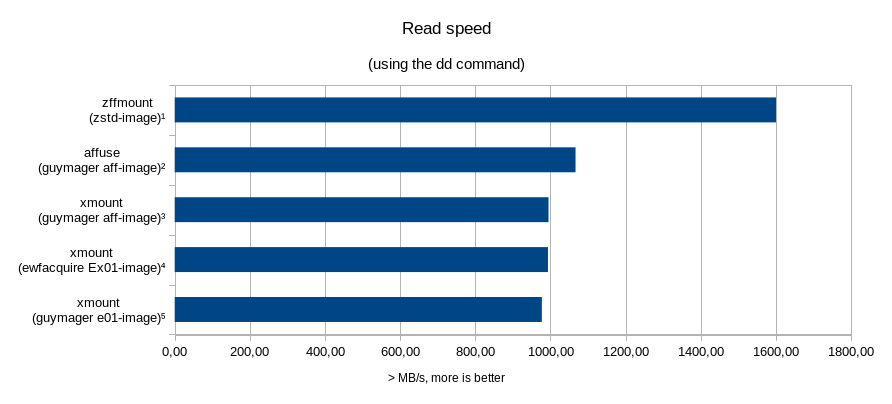 Read speed
(using the dd command)
zffmount
(zstd-image)¹
affuse
(guymager aff-image)²
xmount
(guymager aff-image)³
xmount
(ewfacquire Ex01-image)⁴
xmount
(guymager e01-image)⁵
0,00 200,00 400,00 600,00 800,00 1000,00 1200,00 1400,00 1600,00 1800,00
> MB/s, more is better